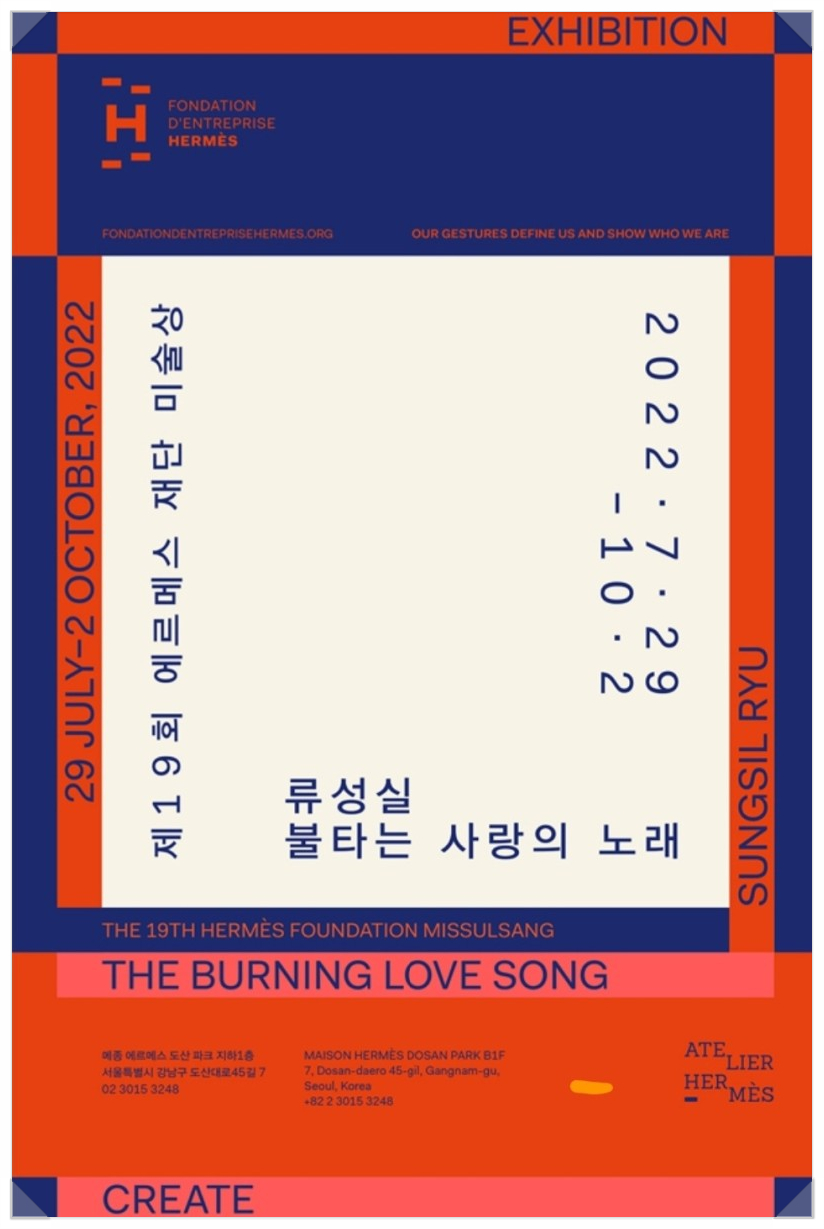 EXHIBITION
FONDATION
D'ENTREPRISE
HERMÈS
FONDATIONDENTREPRISEHERMES.ORG
OUR GESTURES DEFINE US AND SHOW WHO WE ARE
29 JULY–2 OCTOBER, 2022
제19회 에르메스 재단 미술상
2022.7.29
–10.2
류성실
불타는 사랑의 노래
SUNGSIL RYU
THE 19TH HERMÈS FOUNDATION MISSULSANG
THE BURNING LOVE SONG
메종 에르메스 도산 파크 지하1층
서울특별시 강남구 도산대로45길 7
02 3015 3248
MAISON HERMÈS DOSAN PARK B1F
7, Dosan-daero 45-gil, Gangnam-gu,
Seoul, Korea
+82 2 3015 3248
ATELIER
HERMÈS
CREATE